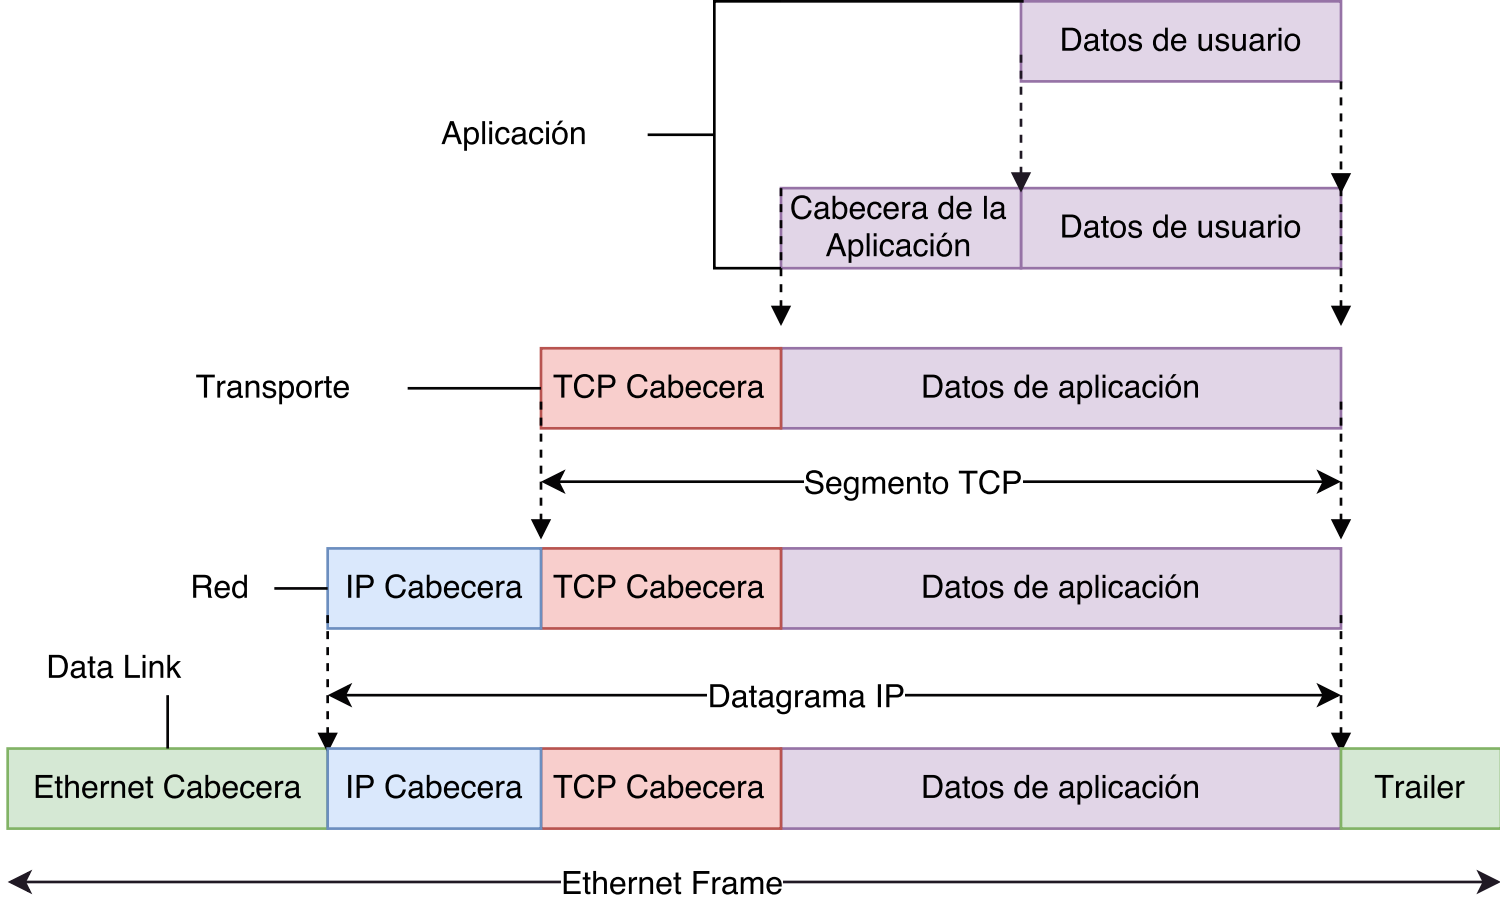 Datos de usuario
Aplicación
Cabecera de la
Aplicación
Datos de usuario
Transporte
TCP Cabecera
Datos de aplicación
Segmento TCP
Red
IP Cabecera
TCP Cabecera
Datos de aplicación
Data Link
Datagrama IP
Ethernet Cabecera
IP Cabecera
TCP Cabecera
Datos de aplicación
Trailer
Ethernet Frame